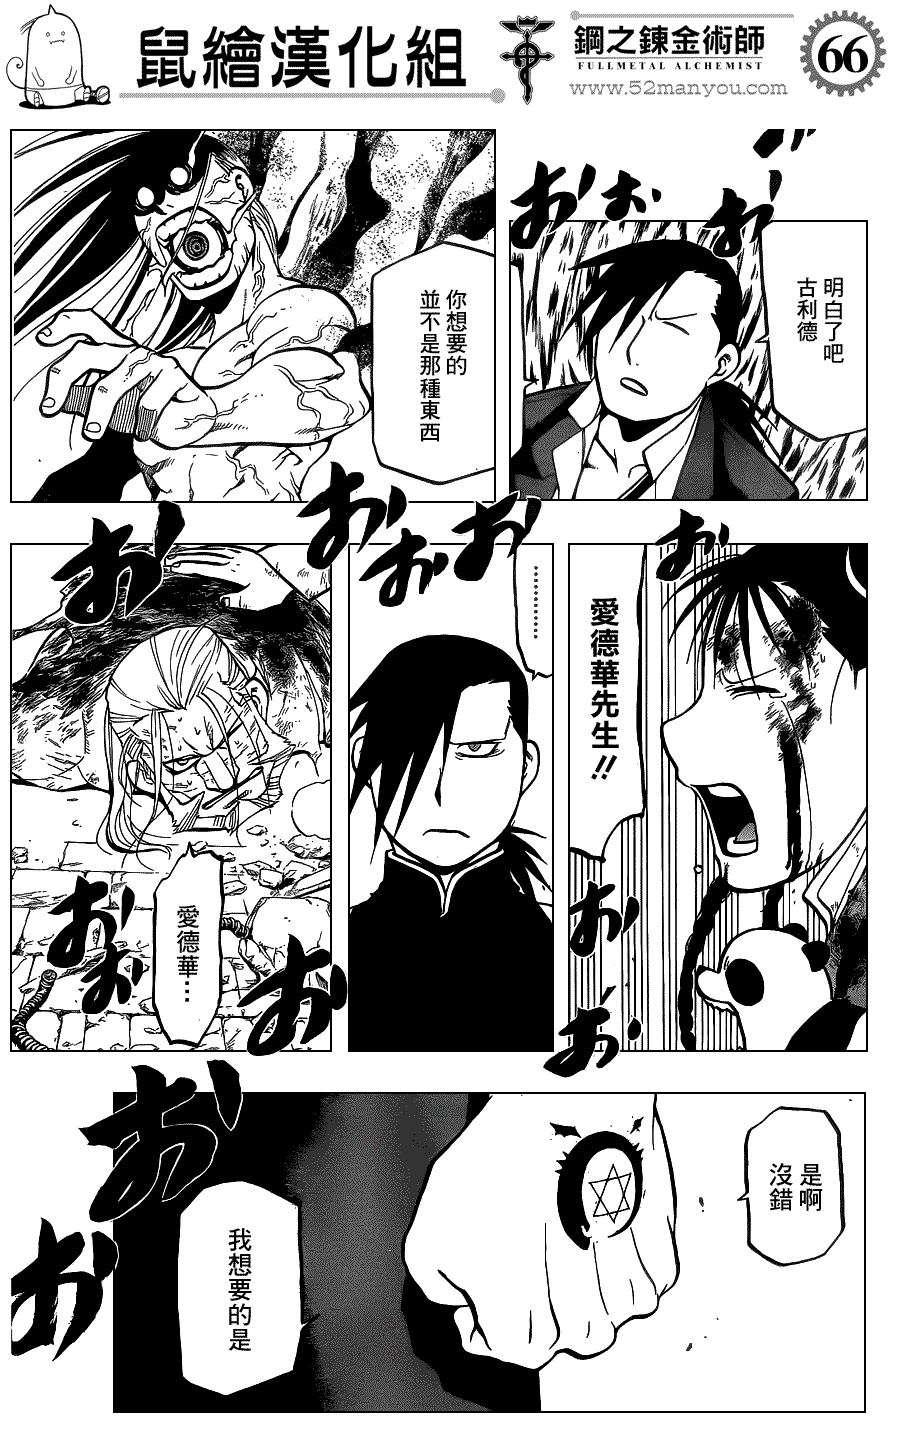 鼠繪漢化組
鋼之鍊金術師
FULLMETAL ALCHEMIST
www.52manyou.com
66
おおお
明白了吧
古利德
你想要的
並不是那種東西
お
愛德華先生!!
おおお
…………
お
おおお
愛德華…
おお
是啊
沒錯
おお
我想要的是